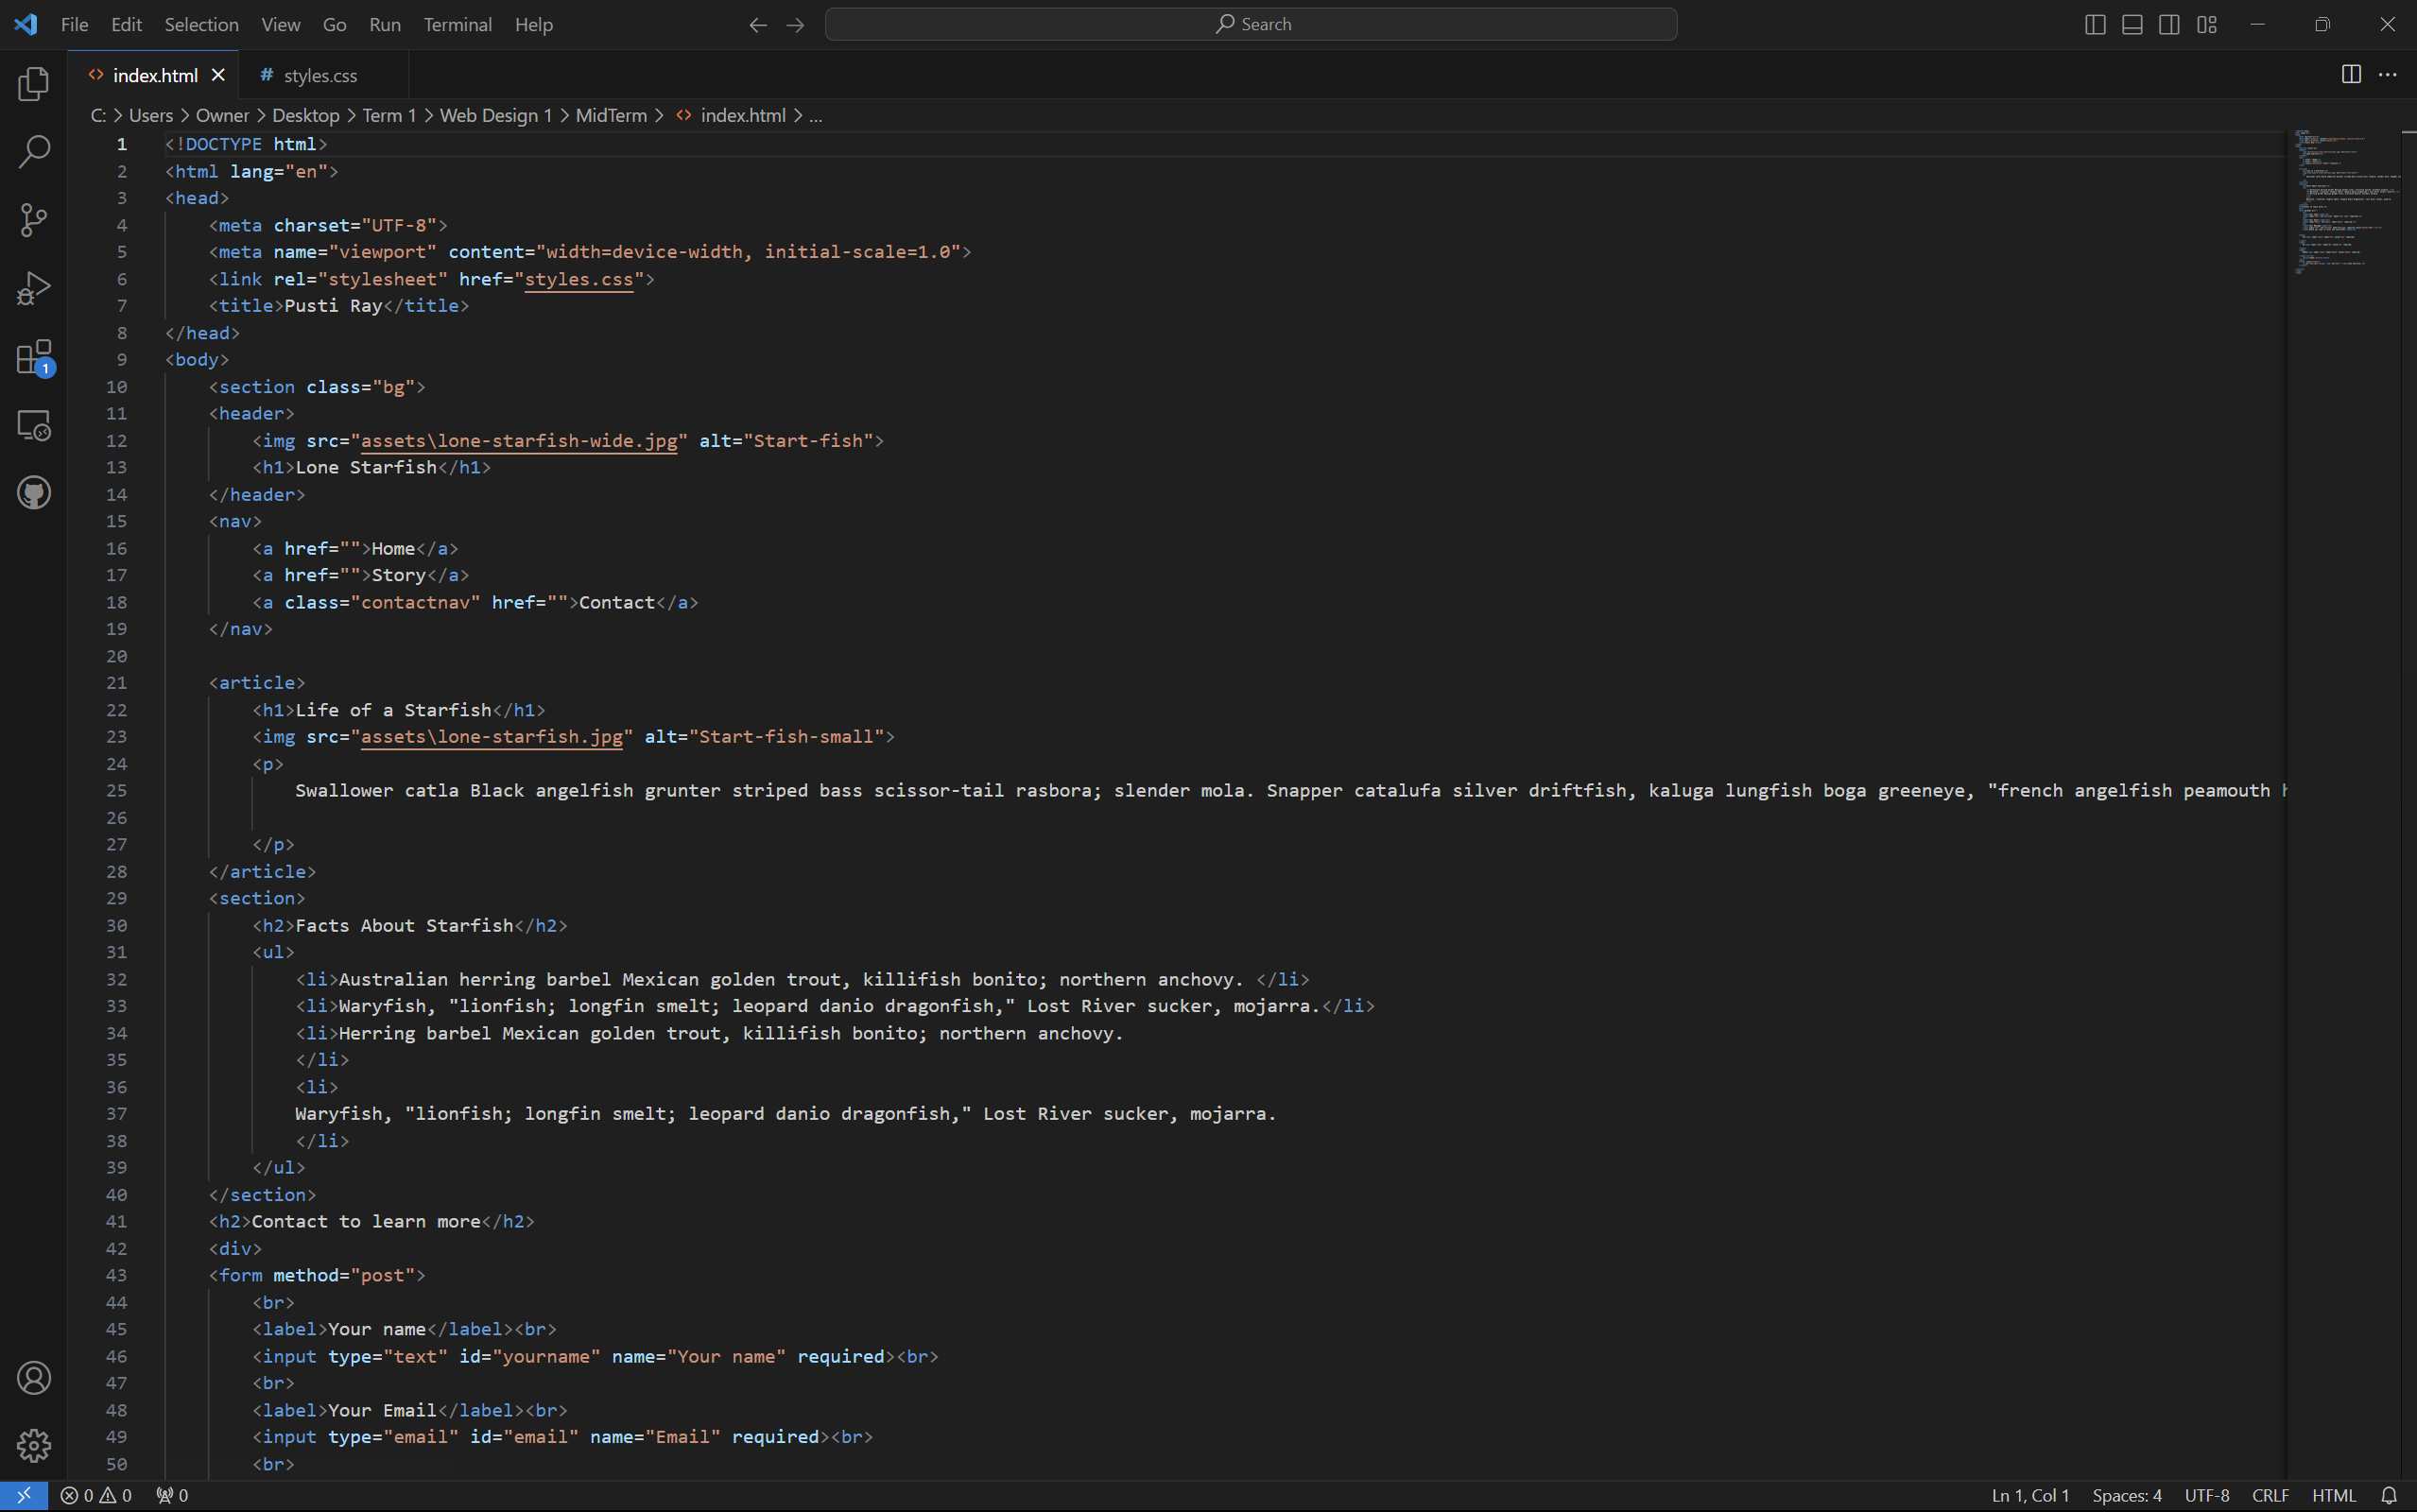 File Edit Selection View Go Run Terminal Help
Search
index.html
# styles.css
C: > Users > Owner > Desktop > Term 1 > Web Design 1 > MidTerm > <> index.html > ...
1 <!DOCTYPE html>
2 <html lang="en">
3 <head>
4 <meta charset="UTF-8">
5 <meta name="viewport" content="width=device-width, initial-scale=1.0">
6 <link rel="stylesheet" href="styles.css">
7 <title>Pusti Ray</title>
8 </head>
9 <body>
10 <section class="bg">
11 <header>
12 <img src="assets\lone-starfish-wide.jpg" alt="Start-fish">
13 <h1>Lone Starfish</h1>
14 </header>
15 <nav>
16 <a href="">Home</a>
17 <a href="">Story</a>
18 <a class="contactnav" href="">Contact</a>
19 </nav>
20
21 <article>
22 <h1>Life of a Starfish</h1>
23 <img src="assets\lone-starfish.jpg" alt="Start-fish-small">
24 <p>
25 Swallower catla Black angelfish grunter striped bass scissor-tail rasbora; slender mola. Snapper catalufa silver driftfish, kaluga lungfish boga greeneye, "french angelfish peamouth
26
27 </p>
28 </article>
29 <section>
30 <h2>Facts About Starfish</h2>
31 <ul>
32 <li>Australian herring barbel Mexican golden trout, killifish bonito; northern anchovy. </li>
33 <li>Waryfish, "lionfish; longfin smelt; leopard danio dragonfish," Lost River sucker, mojarra.</li>
34 <li>Herring barbel Mexican golden trout, killifish bonito; northern anchovy.
35 </li>
36 <li>
37 Waryfish, "lionfish; longfin smelt; leopard danio dragonfish," Lost River sucker, mojarra.
38 </li>
39 </ul>
40 </section>
41 <h2>Contact to learn more</h2>
42 <div>
43 <form method="post">
44 <br>
45 <label>Your name</label><br>
46 <input type="text" id="yourname" name="Your name" required><br>
47 <br>
48 <label>Your Email</label><br>
49 <input type="email" id="email" name="Email" required><br>
50 <br>
1
0 0 0 Ln 1, Col 1 Spaces: 4 UTF-8 CRLF HTML